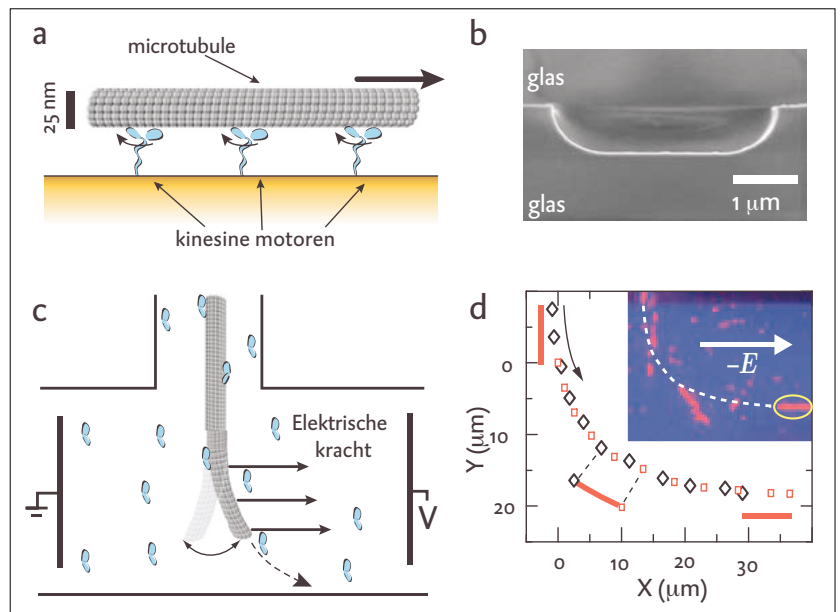 a
microtubule
25 nm
kinesine motoren
b
glas
glas
1 µm
c
Elektrische
kracht
V
d
–E
Y (µm)
0
10
20
0
10
20
30
X (µm)